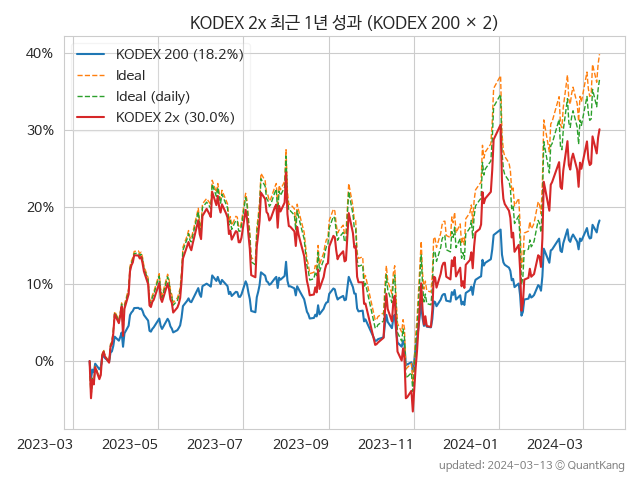 KODEX 2x 최근 1년 성과 (KODEX 200 × 2)
KODEX 200 (18.2%)
Ideal
Ideal (daily)
KODEX 2x (30.0%)
40%
30%
20%
10%
0%
2023-03 2023-05 2023-07 2023-09 2023-11 2024-01 2024-03
updated: 2024-03-13 ⓒ QuantKang